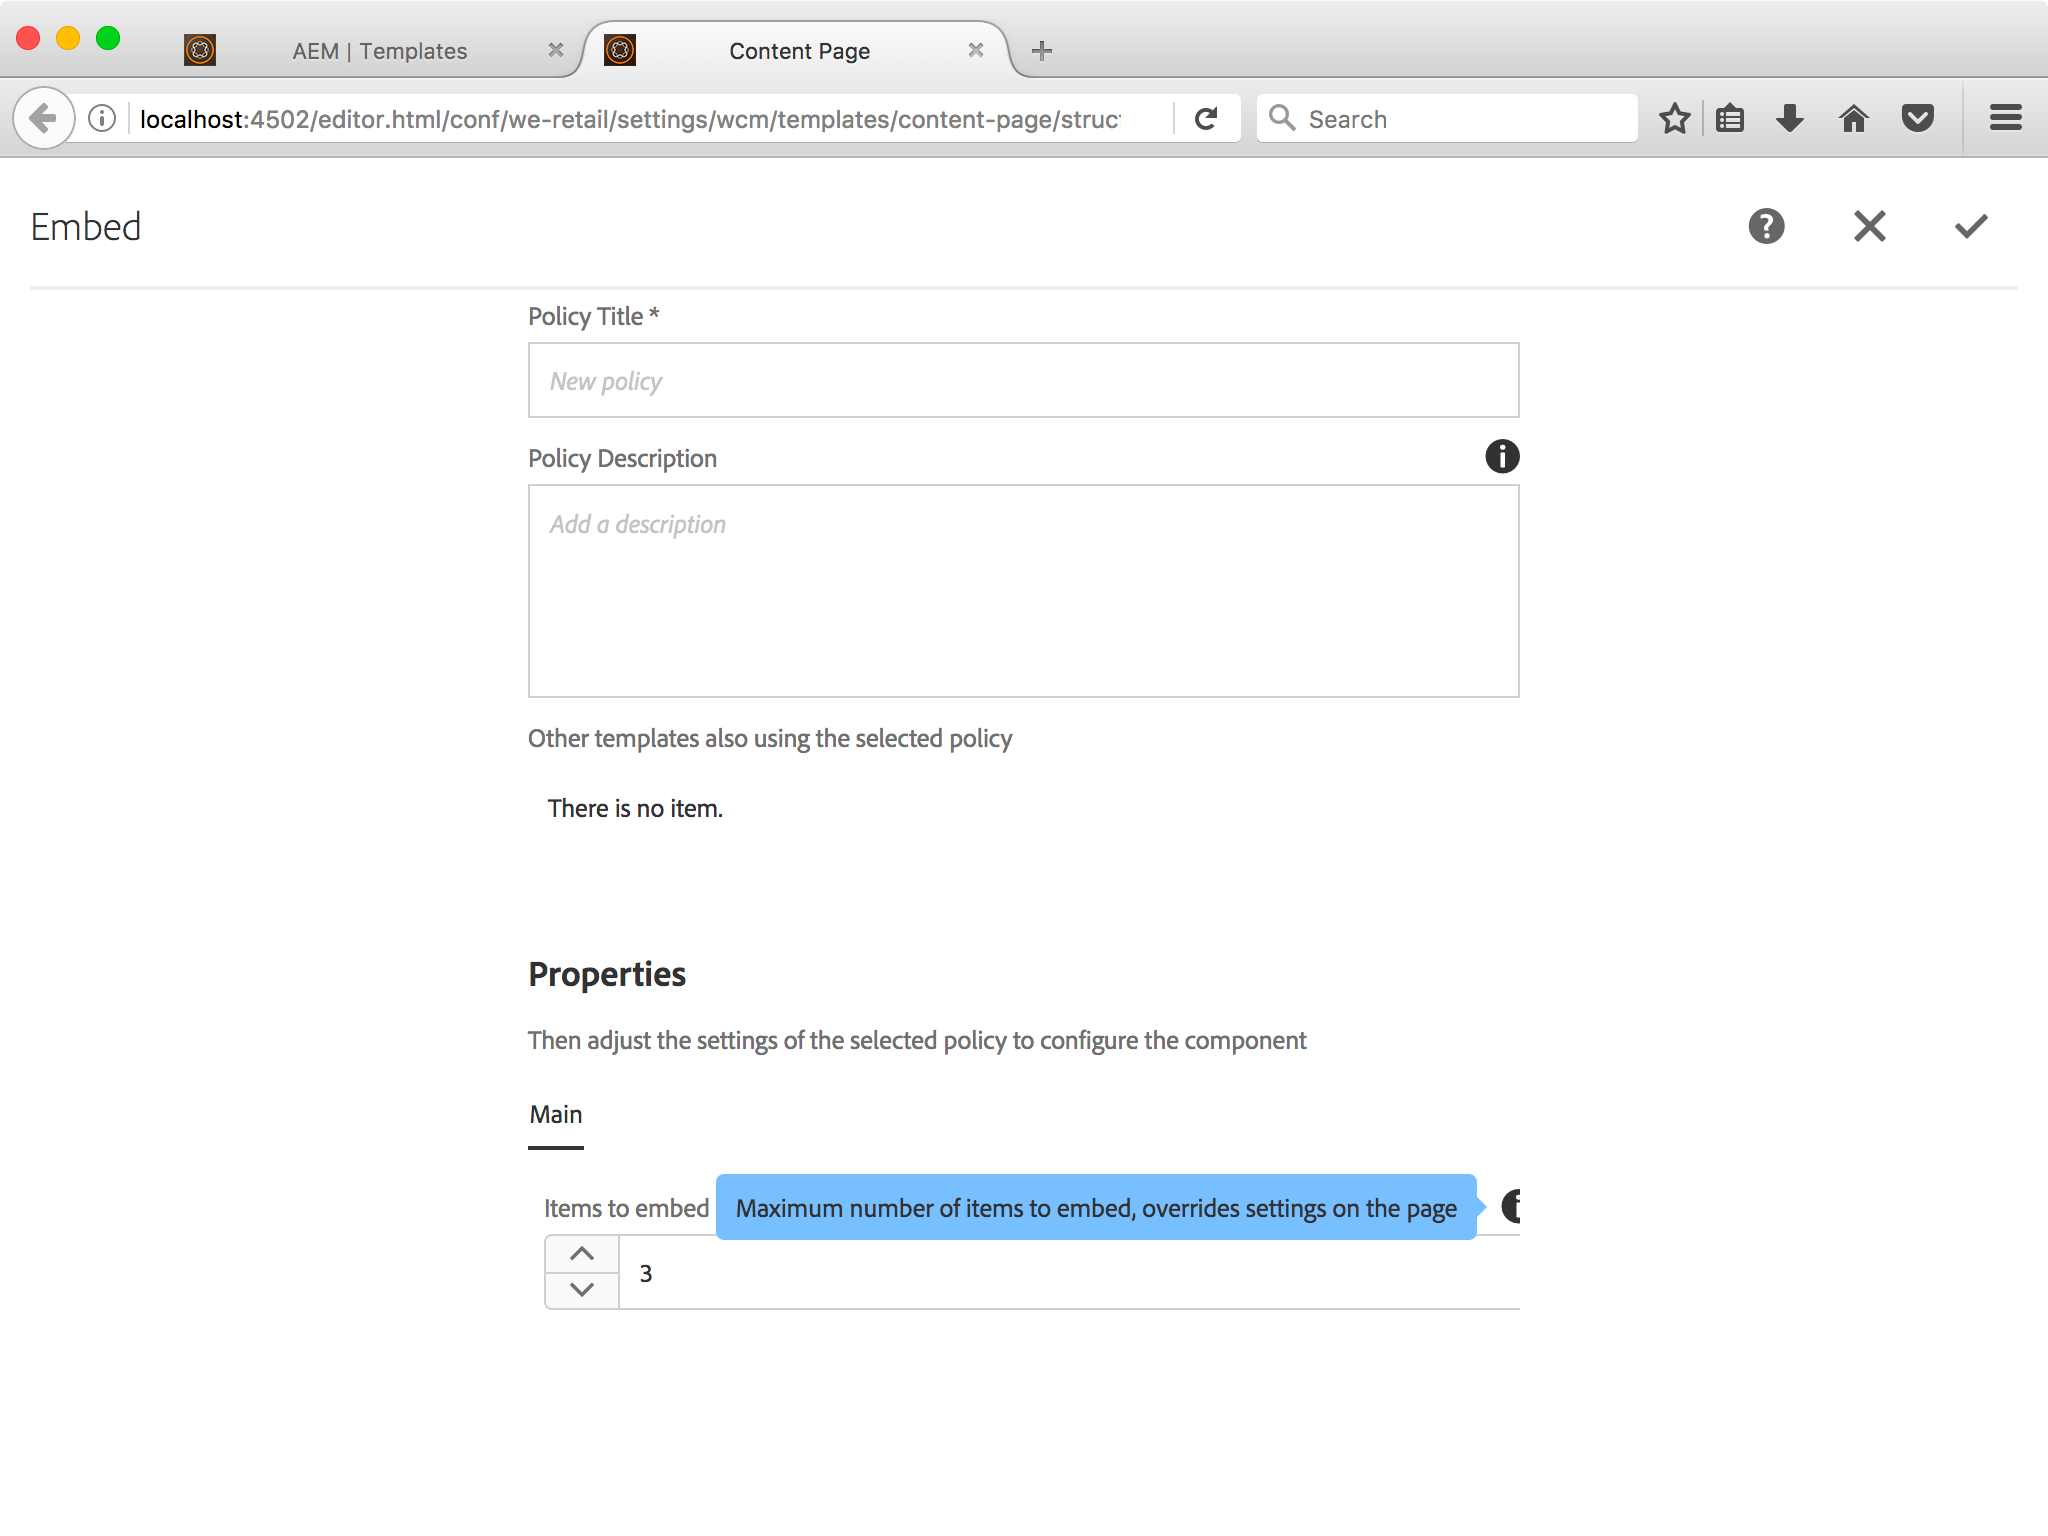 AEM | Templates
Content Page
localhost:4502/editor.html/conf/we-retail/settings/wcm/templates/content-page/struc
Search
Embed
Policy Title *
New policy
Policy Description
Add a description
Other templates also using the selected policy
There is no item.
Properties
Then adjust the settings of the selected policy to configure the component
Main
Items to embed
Maximum number of items to embed, overrides settings on the page
3